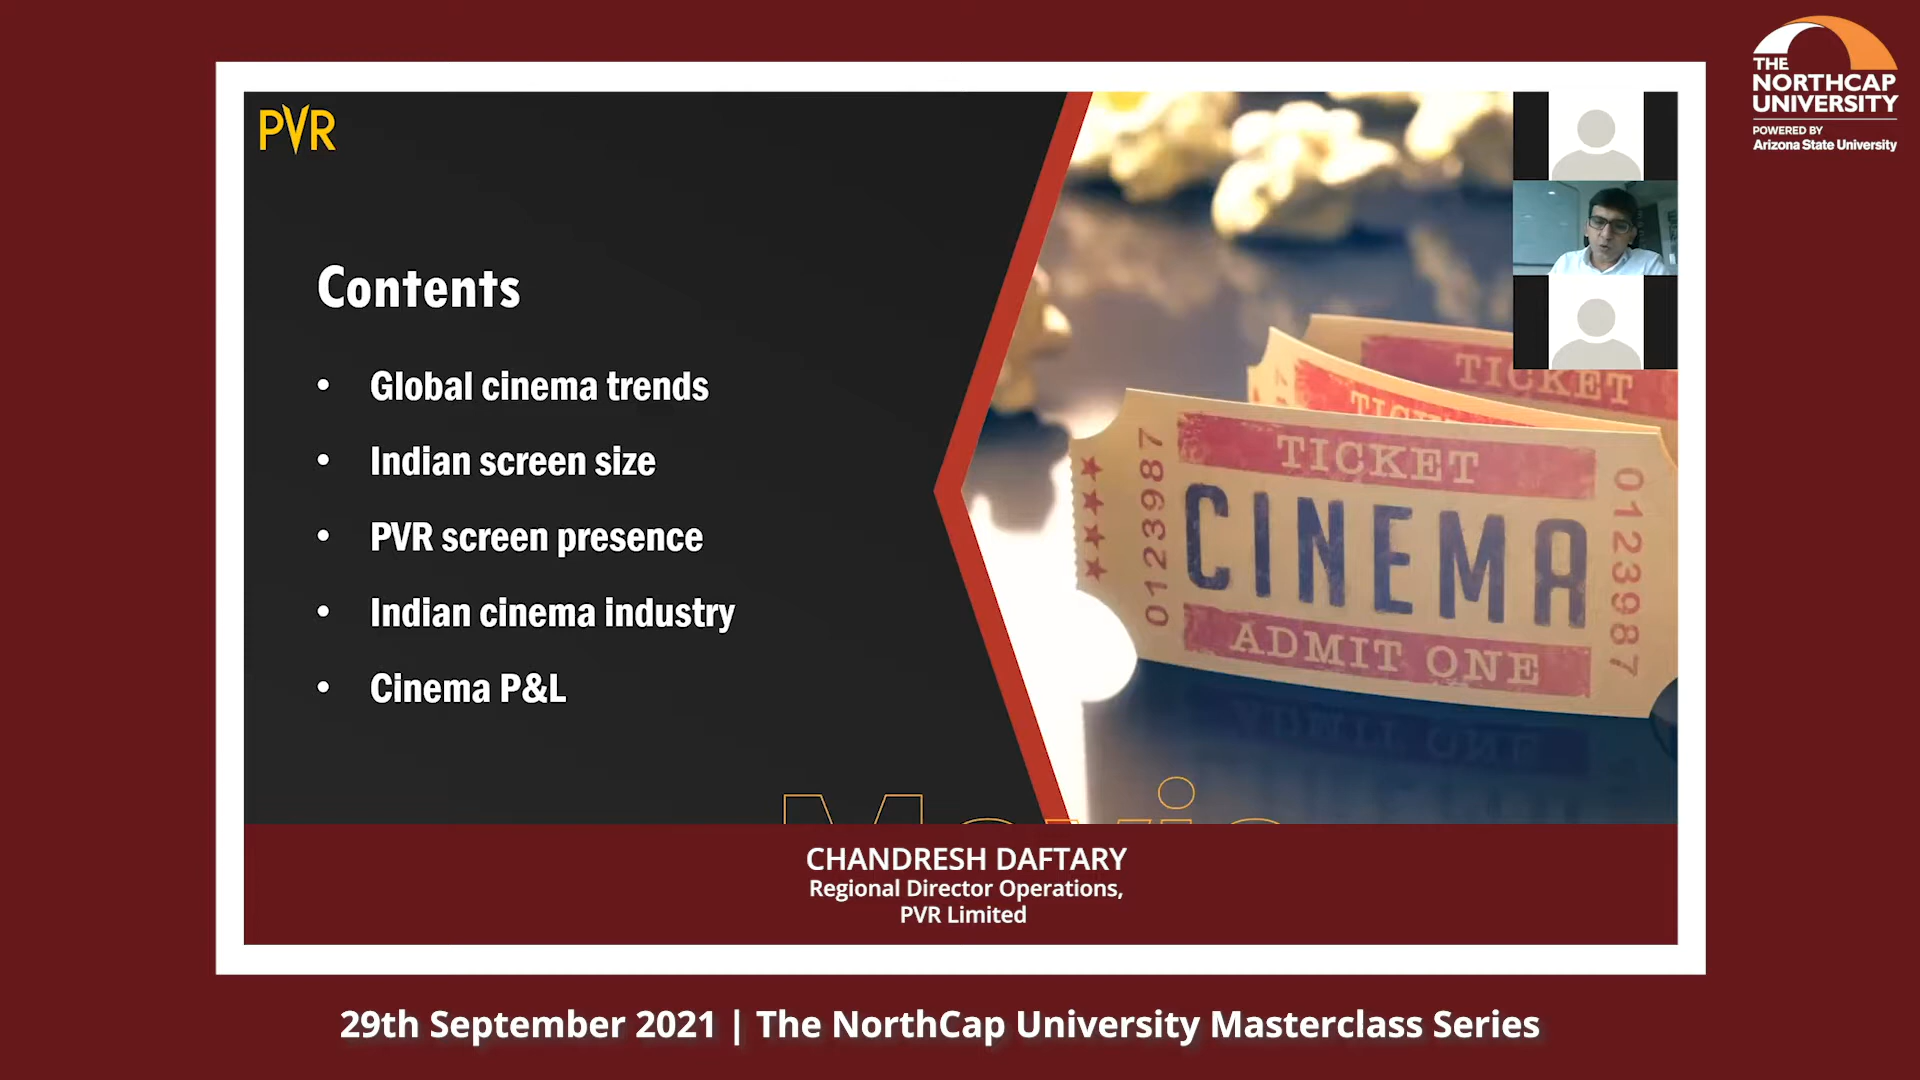 THE
NORTHCAP
UNIVERSITY
POWERED BY
Arizona State University
PVR
Contents
• Global cinema trends
• Indian screen size
• PVR screen presence
• Indian cinema industry
• Cinema P&L
TICKET
TICKET
CINEMA
ADMIT ONE
0123987
0123987
CHANDRESH DAFTARY
Regional Director Operations,
PVR Limited
29th September 2021 | The NorthCap University Masterclass Series